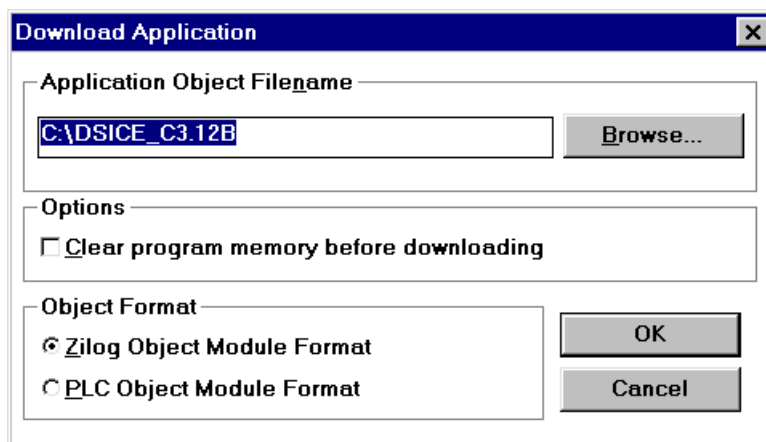 Download Application
Application Object Filename
C:\DSICE_C3.12B
Browse...
Options
Clear program memory before downloading
Object Format
Zilog Object Module Format
PLC Object Module Format
OK
Cancel